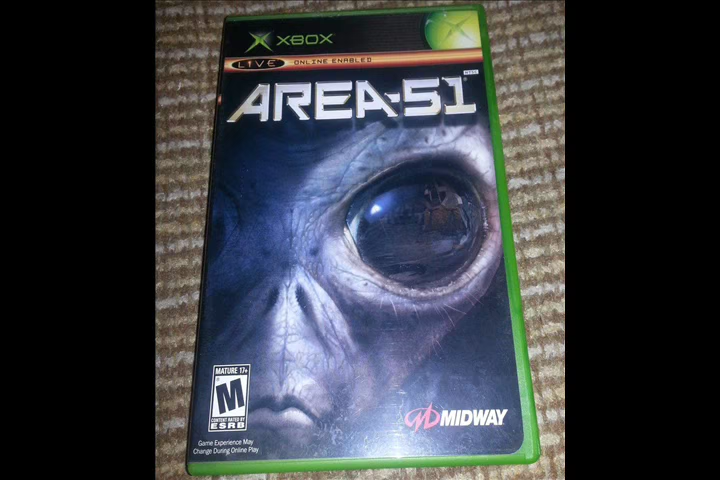 XBOX
LIVE ONLINE ENABLED
NTSC
AREA-51
MATURE 17+
M
CONTENT RATED BY
ESRB
MIDWAY
Game Experience May
Change During Online Play